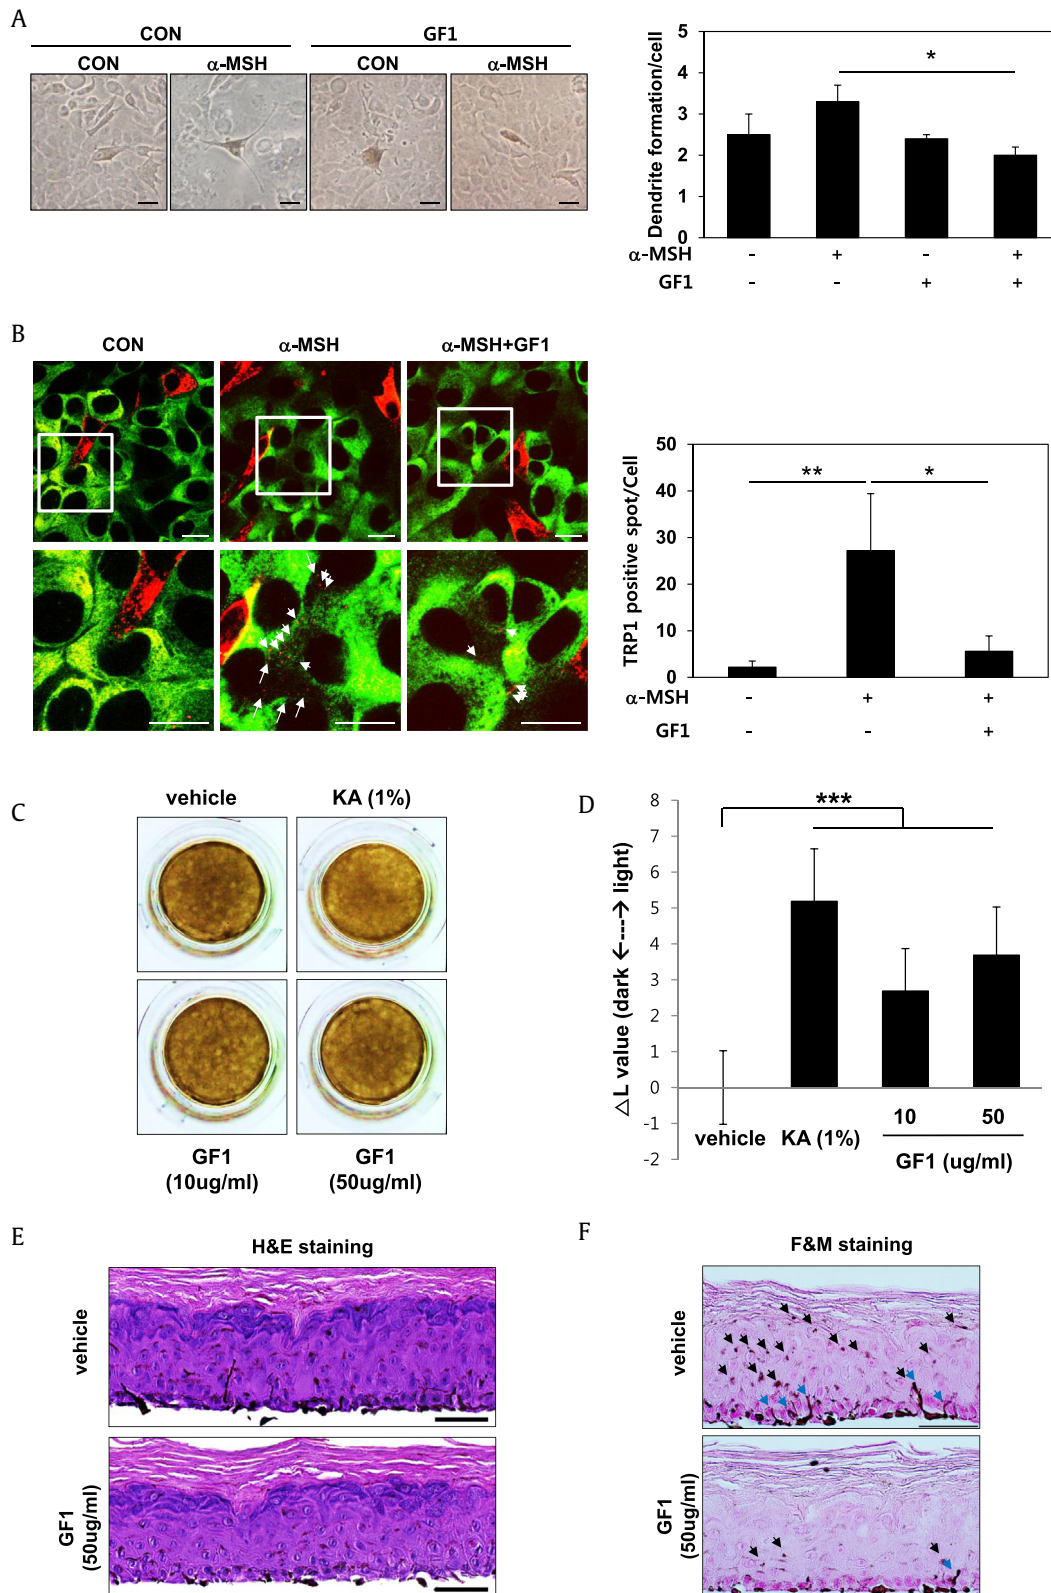 A
CON GF1
CON α-MSH CON α-MSH
Dendrite formation/cell
5
4
3
2
1
0
*
α-MSH - + - +
GF1 - - + +
B
CON α-MSH α-MSH+GF1
TRP1 positive spot/Cell
50
40
30
20
10
0
** *
α-MSH - + +
GF1 - - +
C
vehicle KA (1%)
GF1 GF1
(10ug/ml) (50ug/ml)
D
△L value (dark ←---→ light)
8
7
6
5
4
3
2
1
0
-1
-2
***
10 50
vehicle KA (1%) GF1 (ug/ml)
E
H&E staining
vehicle
GF1
(50ug/ml)
F
F&M staining
vehicle
GF1
(50ug/ml)